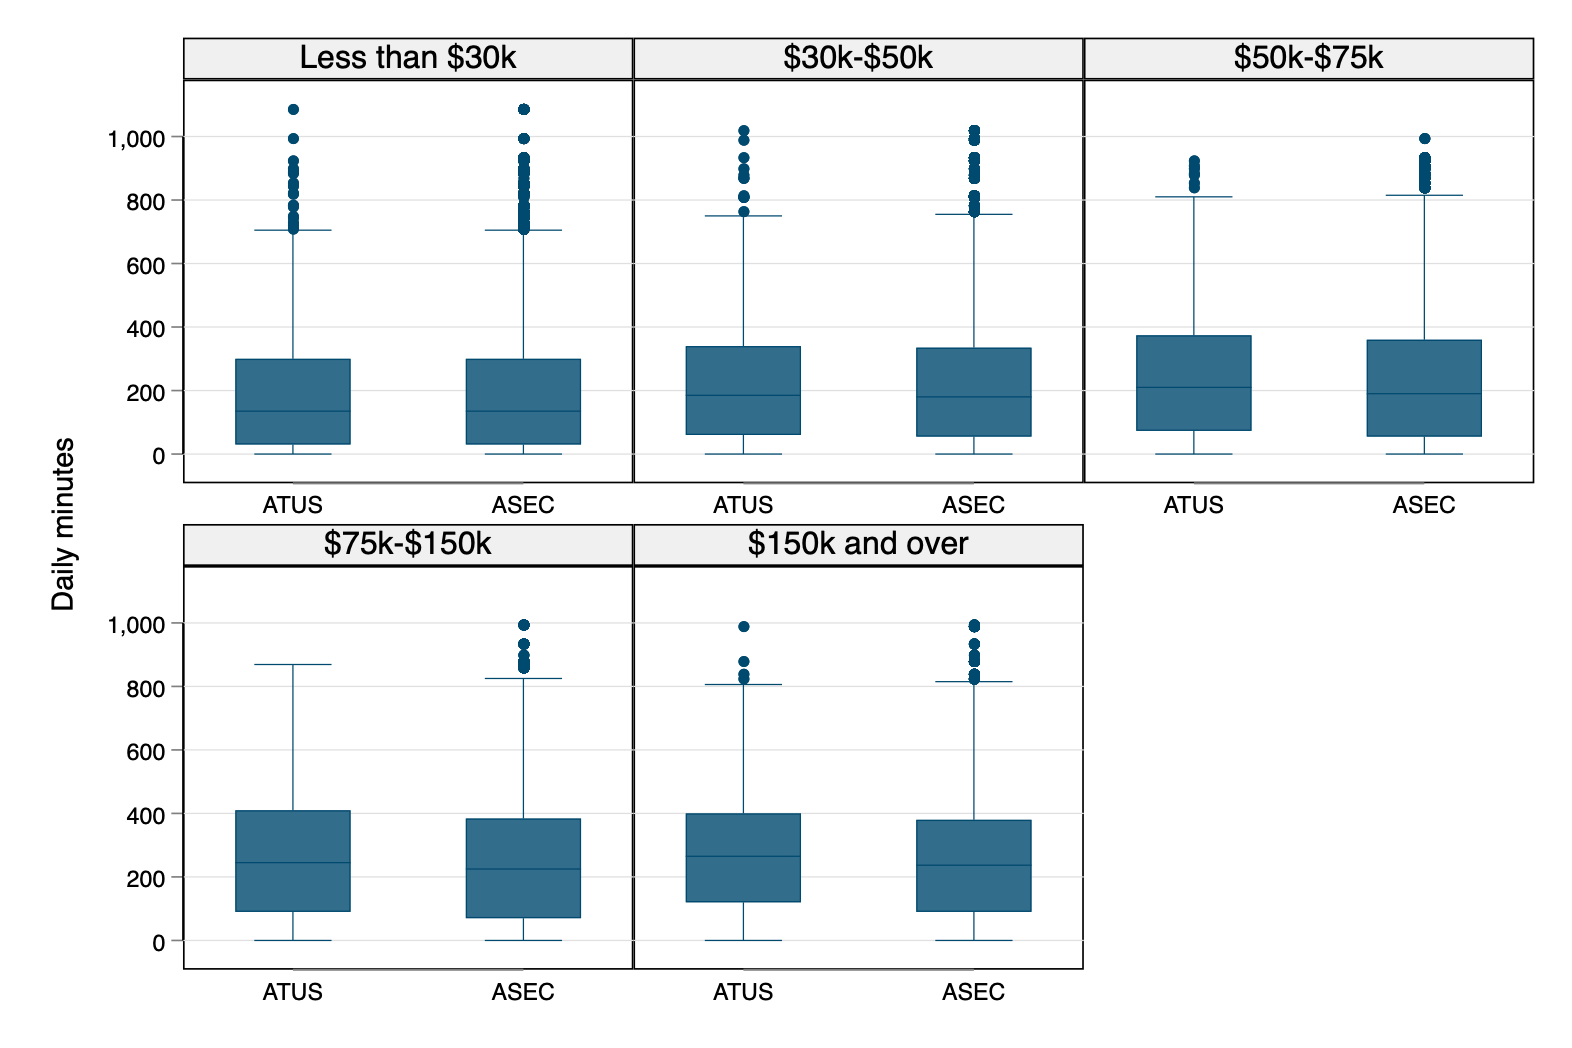 Less than $30k
$30k-$50k
$50k-$75k
1,000
800
600
400
200
0
ATUS
ASEC
ATUS
ASEC
ATUS
ASEC
Daily minutes
$75k-$150k
$150k and over
1,000
800
600
400
200
0
ATUS
ASEC
ATUS
ASEC